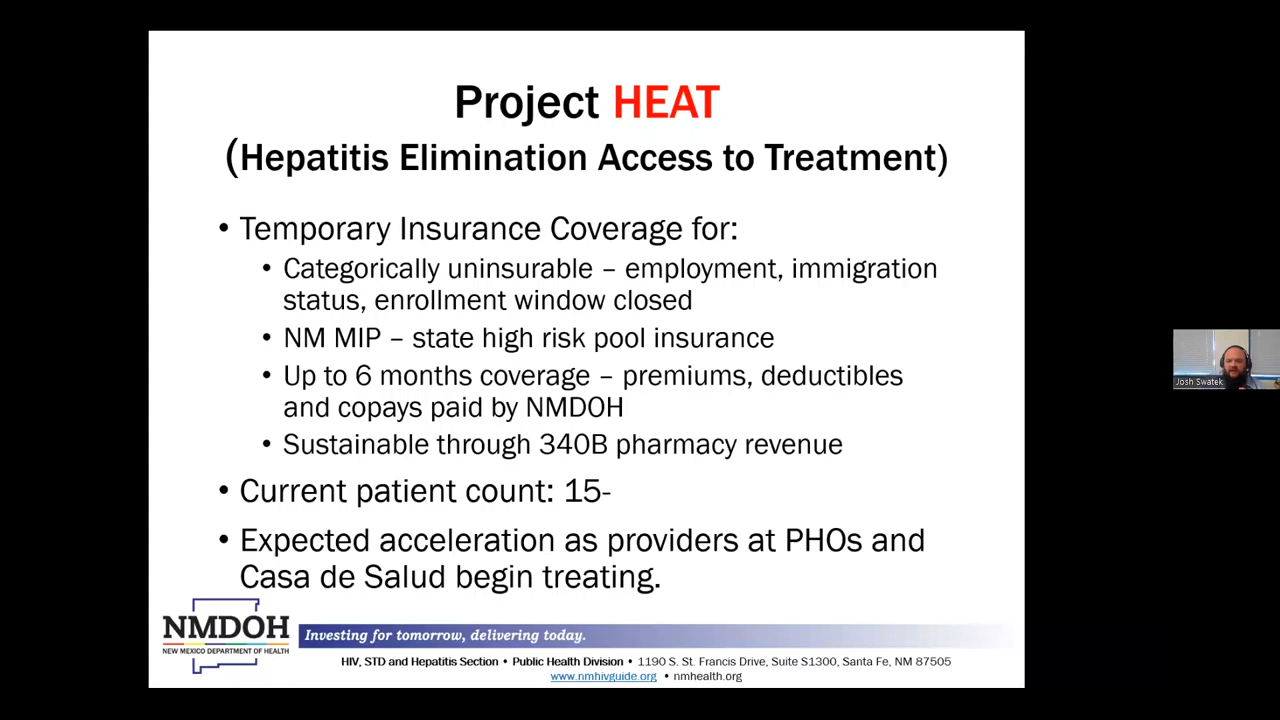 Project HEAT
(Hepatitis Elimination Access to Treatment)
• Temporary Insurance Coverage for:
• Categorically uninsurable – employment, immigration
status, enrollment window closed
• NM MIP – state high risk pool insurance
• Up to 6 months coverage – premiums, deductibles
and copays paid by NMDOH
• Sustainable through 340B pharmacy revenue
• Current patient count: 15-
• Expected acceleration as providers at PHOs and
Casa de Salud begin treating.
NMDOH
NEW MEXICO DEPARTMENT OF HEALTH
Investing for tomorrow, delivering today.
HIV, STD and Hepatitis Section • Public Health Division • 1190 S. St. Francis Drive, Suite S1300, Santa Fe, NM 87505
www.nmhivguide.org • nmhealth.org
Josh Swatek